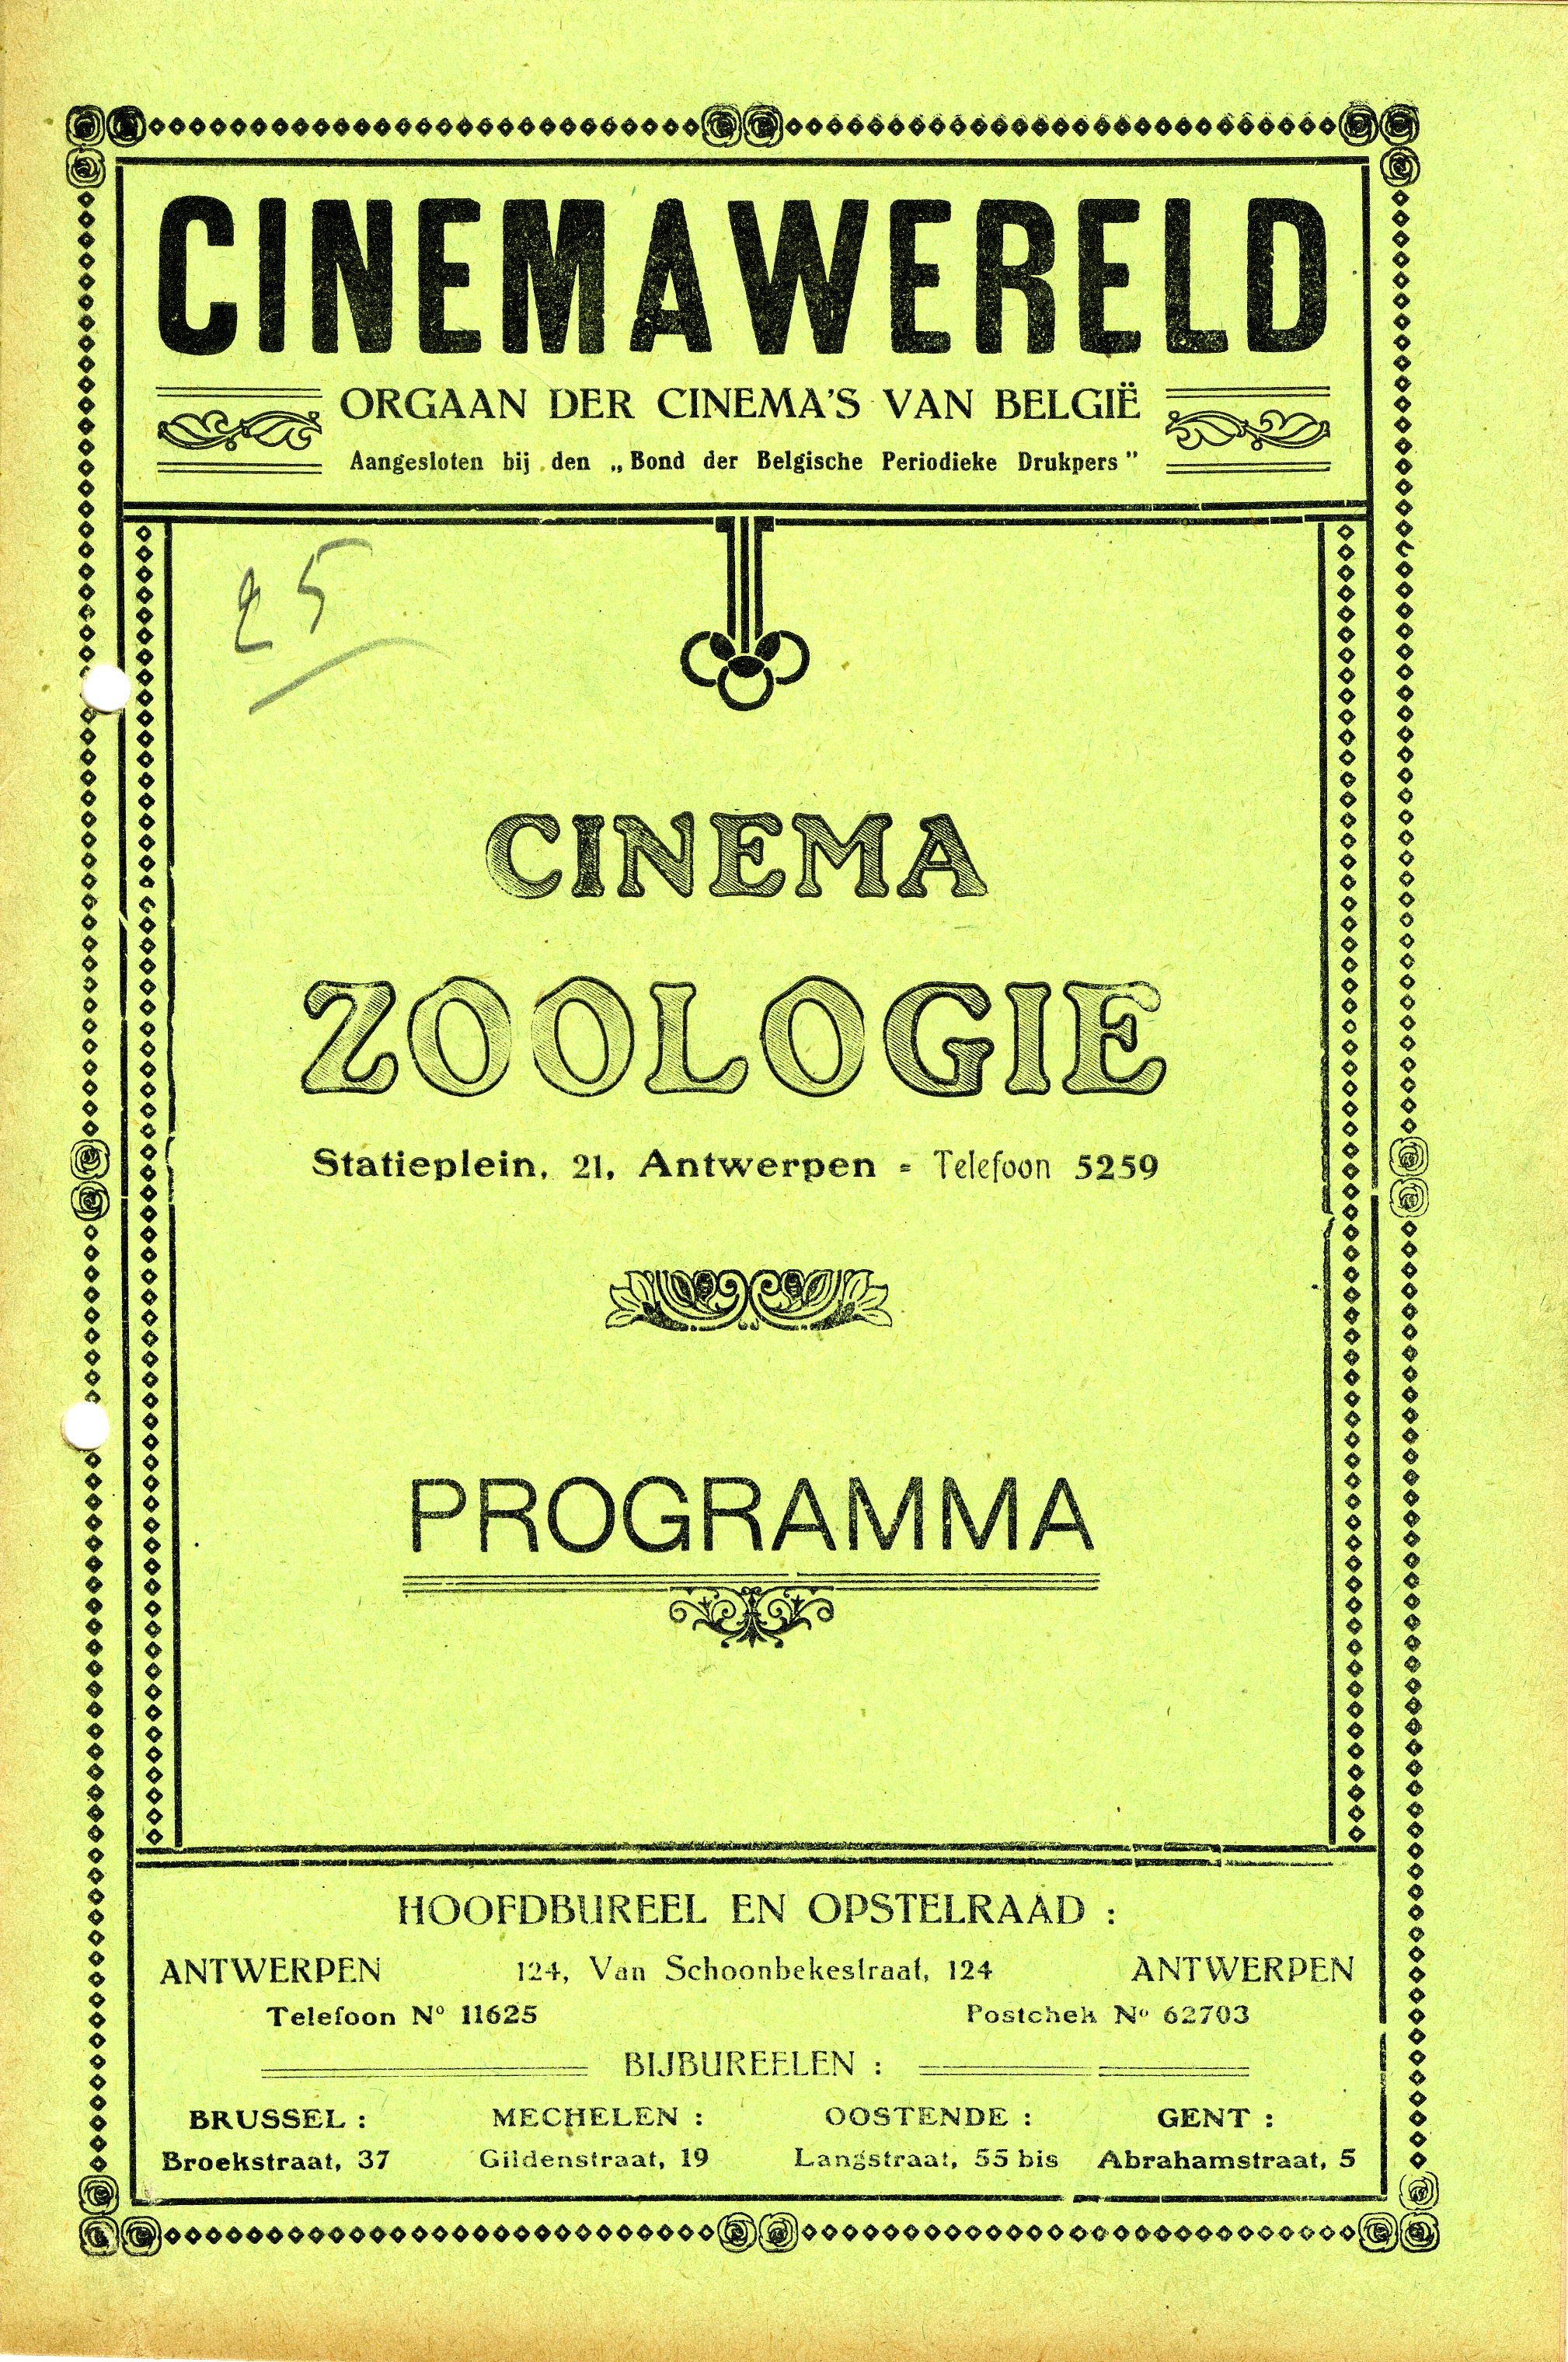 CINEMAWERELD
ORGAAN DER CINEMA'S VAN BELGIË
Aangesloten bij den „Bond der Belgische Periodieke Drukpers"
25
CINEMA
ZOOLOGIE
Statieplein, 21, Antwerpen = Telefoon 5259
PROGRAMMA
HOOFDBUREEL EN OPSTELRAAD :
ANTWERPEN 124, Van Schoonbekestraat, 124 ANTWERPEN
Telefoon Nº 11625 Postchek Nº 62703
BIJBUREELEN :
BRUSSEL : MECHELEN : OOSTENDE : GENT :
Broekstraat, 37 Gildenstraat, 19 Langstraat, 55 bis Abrahamstraat, 5